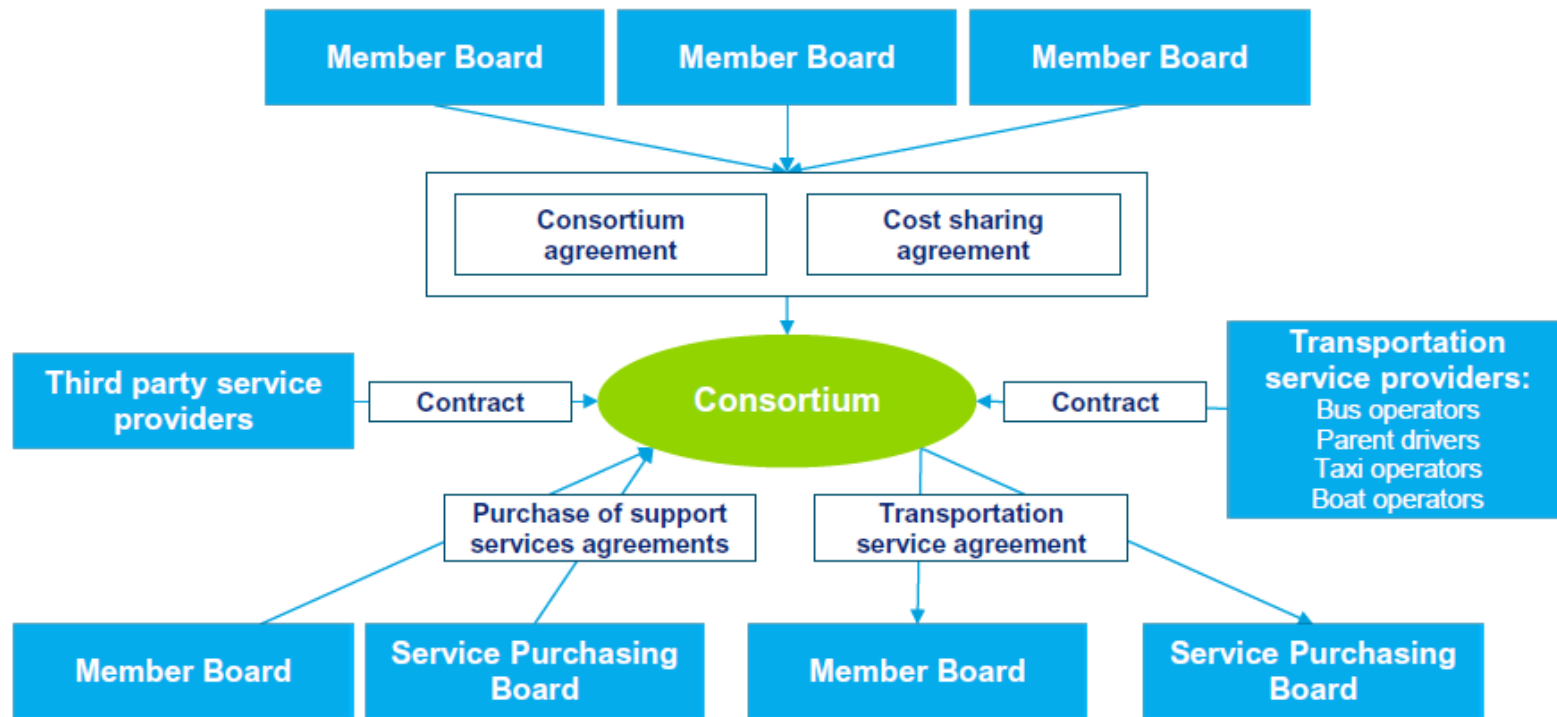 Member Board
Member Board
Member Board
Consortium
agreement
Cost sharing
agreement
Third party service
providers
Contract
Consortium
Contract
Transportation
service providers:
Bus operators
Parent drivers
Taxi operators
Boat operators
Purchase of support
services agreements
Transportation
service agreement
Member Board
Service Purchasing
Board
Member Board
Service Purchasing
Board